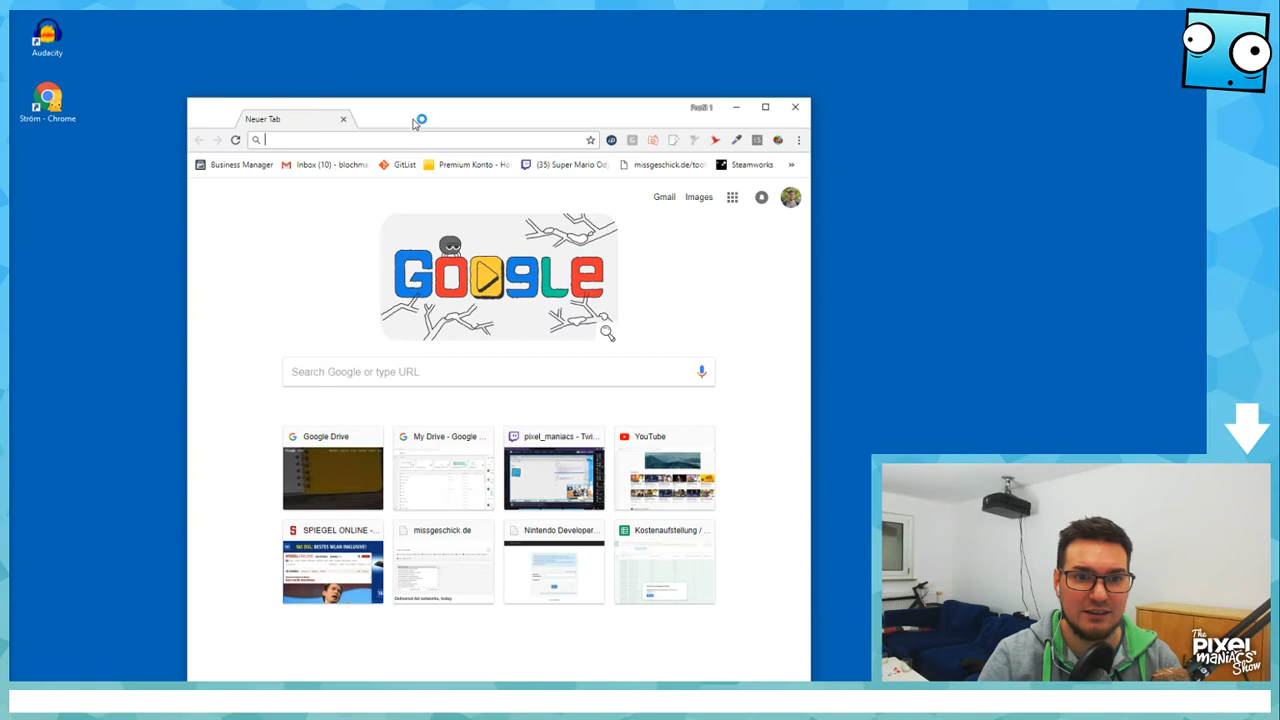 Audacity
Ström - Chrome
Neuer Tab
Profil 1
Business Manager
Inbox (10) - blochma
GitList
Premium Konto - Ho
(35) Super Mario Od
missgeschick.de/too
Steamworks
»
Gmail
Images
Google
Search Google or type URL
Google Drive
My Drive - Google ...
pixel_maniacs - Twi...
YouTube
SPIEGEL ONLINE -...
missgeschick.de
Nintendo Developer...
Kostenaufstellung / ...
The
PIXEL
MANIACS
Show